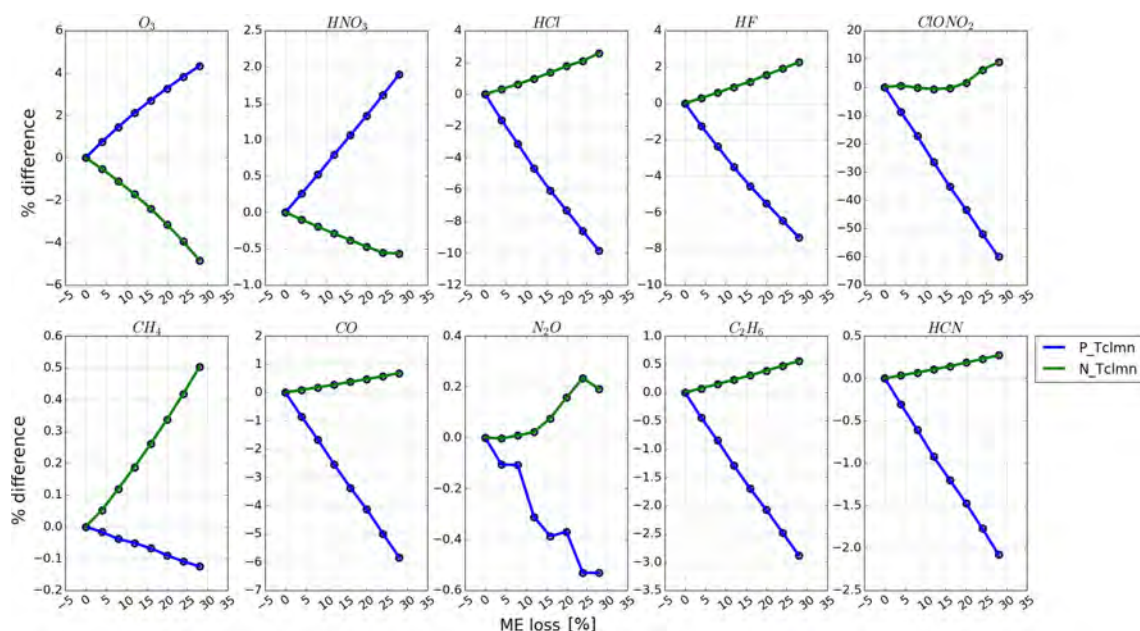 O3 HNO3 HCl HF ClONO2
6 2.5 4 4 20
4 2.0 2 2 10
2 1.5 0 0 0
0 1.0 −2 −2 −10
−2 0.5 −4 −4 −20
−4 0.0 −6 −6 −30
−6 −0.5 −8 −8 −40
−1.0 −10 −10 −50
−12 −60
−70
% difference
−5 0 5 10 15 20 25 30 35 −5 0 5 10 15 20 25 30 35 −5 0 5 10 15 20 25 30 35 −5 0 5 10 15 20 25 30 35 −5 0 5 10 15 20 25 30 35
CH4 CO N2O C2H6 HCN
0.6 2 0.4 1.0 0.5
0.5 1 0.2 0.5 0.0
0.4 0 0.0 0.0 −0.5
0.3 −1 −0.2 −0.5 −1.0
0.2 −2 −0.4 −1.0 −1.5
0.1 −3 −0.6 −1.5 −2.0
0.0 −4 −2.0 −2.5
−0.1 −5 −2.5
−0.2 −6 −3.0
−7 −3.5
% difference
P_Tclmn
N_Tclmn
−5 0 5 10 15 20 25 30 35 −5 0 5 10 15 20 25 30 35 −5 0 5 10 15 20 25 30 35 −5 0 5 10 15 20 25 30 35 −5 0 5 10 15 20 25 30 35
ME loss [%]